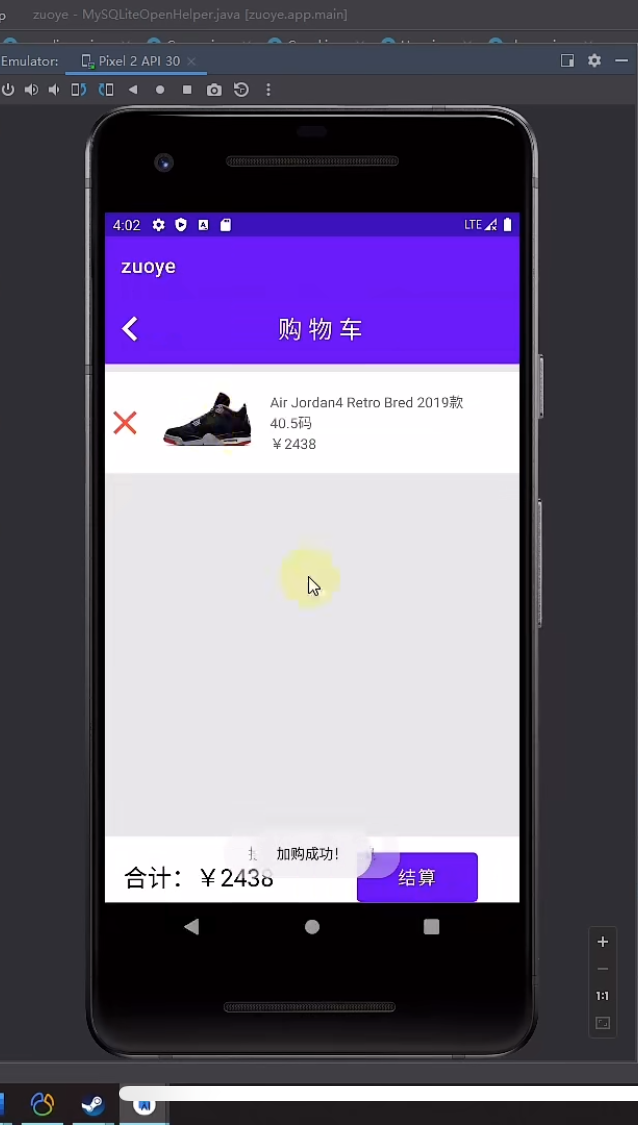 zuoye - MySQLiteOpenHelper.java [zuoye.app.main]
Emulator:
Pixel 2 API 30
4:02
LTE
zuoye
购物车
Air Jordan4 Retro Bred 2019款
40.5码
￥2438
加购成功！
合计：￥2438
结算
1:1